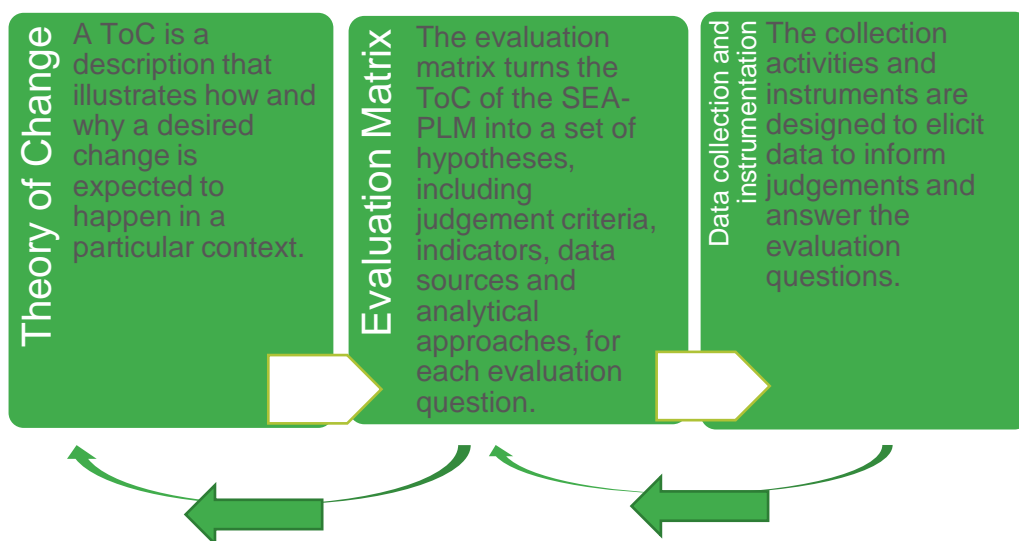 Theory of Change
A ToC is a
description that
illustrates how and
why a desired
change is
expected to
happen in a
particular context.
Evaluation Matrix
The evaluation
matrix turns the
ToC of the SEA-
PLM into a set of
hypotheses,
including
judgement criteria,
indicators, data
sources and
analytical
approaches, for
each evaluation
question.
Data collection and
instrumentation
The collection
activities and
instruments are
designed to elicit
data to inform
judgements and
answer the
evaluation
questions.